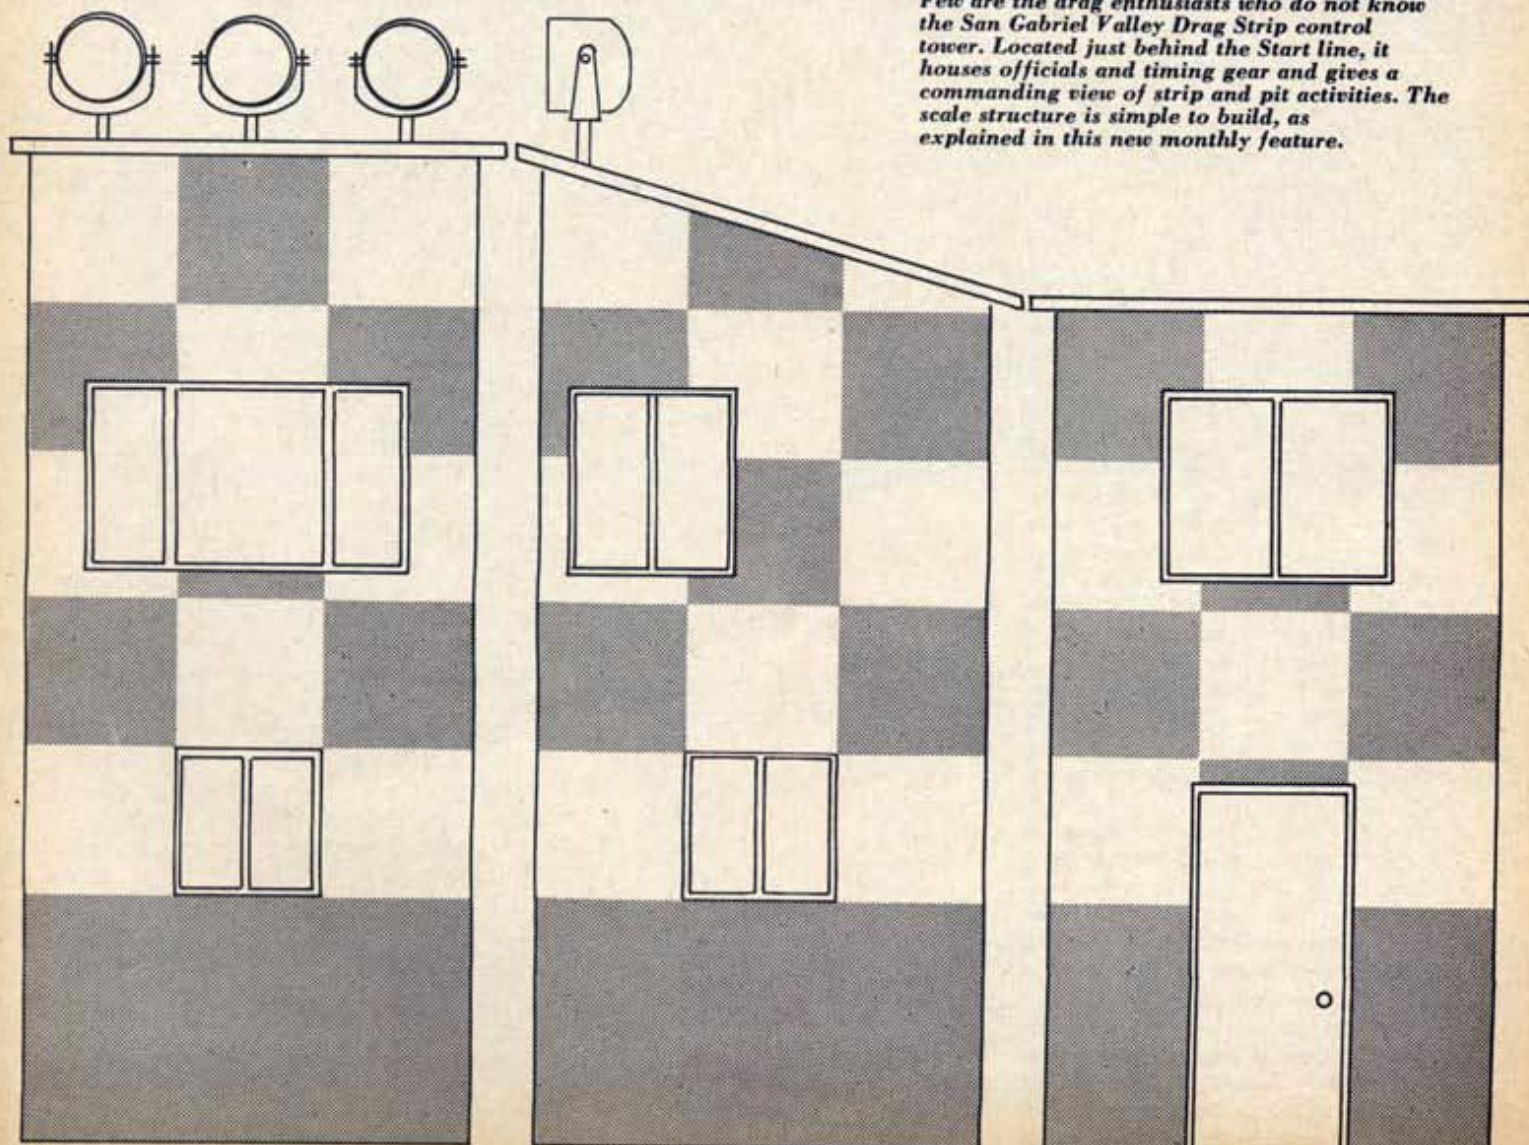 Few are the drag enthusiasts who do not know
the San Gabriel Valley Drag Strip control
tower. Located just behind the Start line, it
houses officials and timing gear and gives a
commanding view of strip and pit activities. The
scale structure is simple to build, as
explained in this new monthly feature.